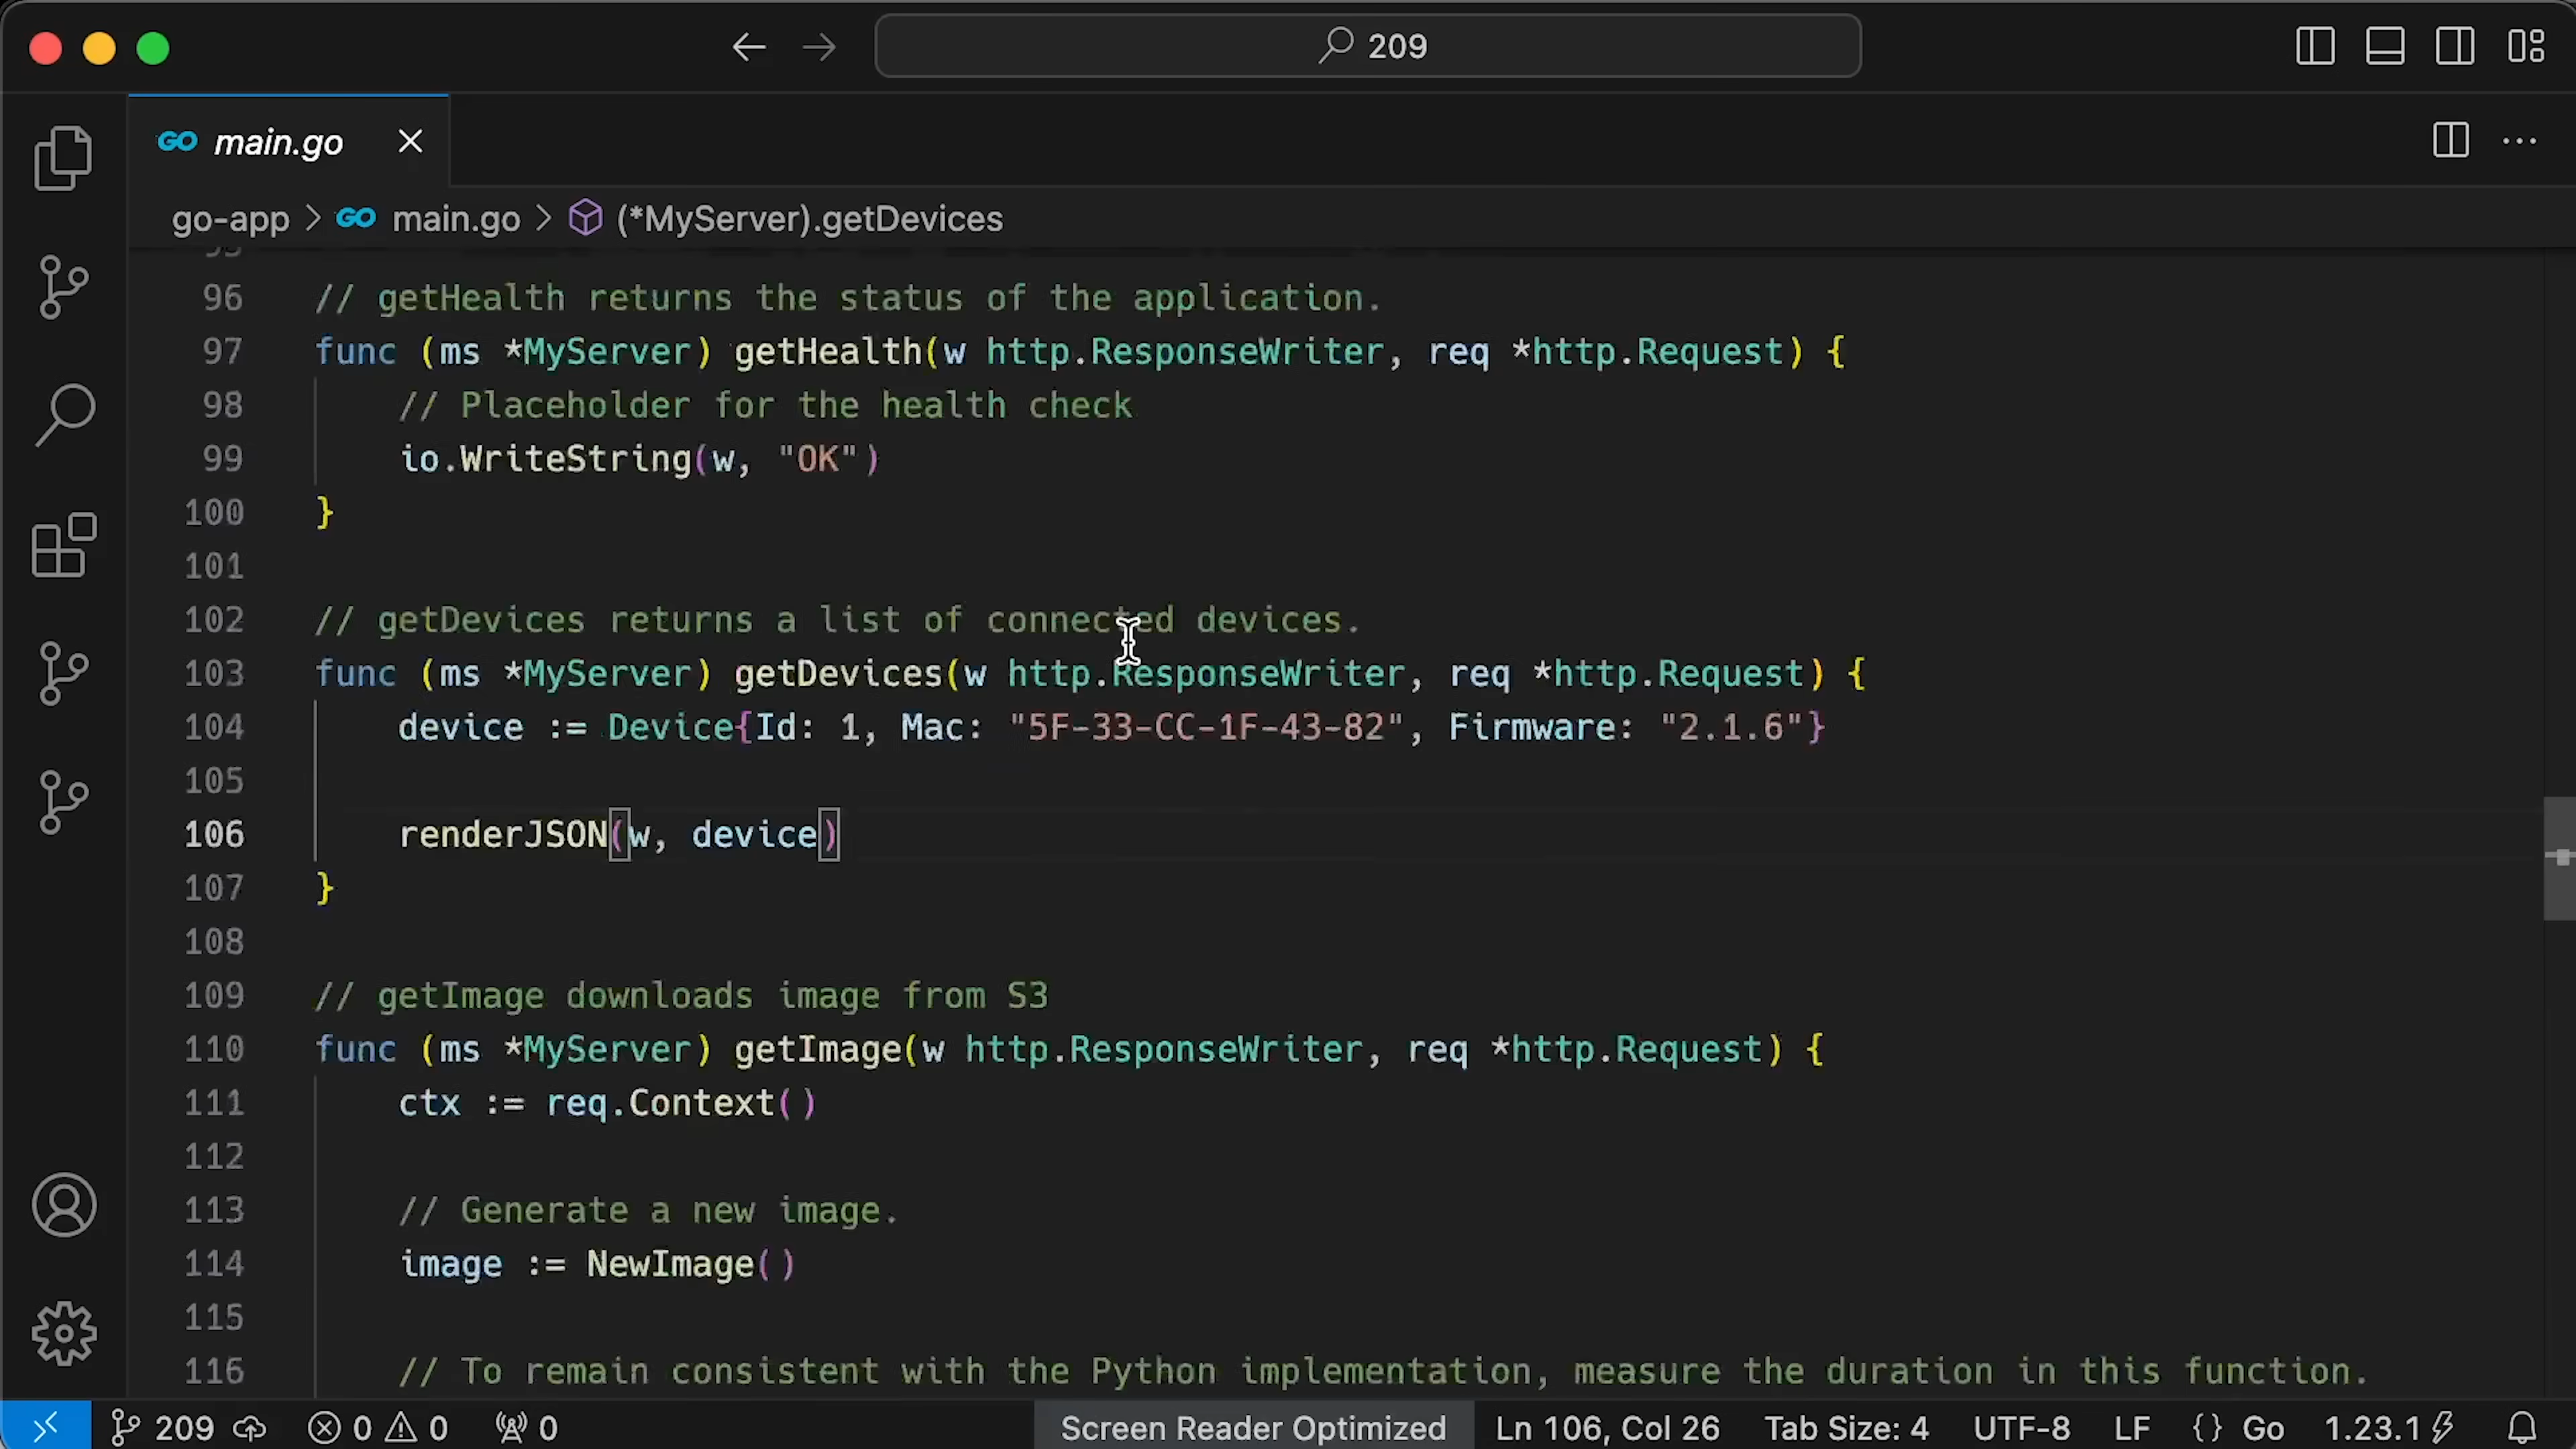 209
GO main.go
go-app > GO main.go > (*MyServer).getDevices
96 // getHealth returns the status of the application.
97 func (ms *MyServer) getHealth(w http.ResponseWriter, req *http.Request) {
98 // Placeholder for the health check
99 io.WriteString(w, "OK")
100 }
101
102 // getDevices returns a list of connected devices.
103 func (ms *MyServer) getDevices(w http.ResponseWriter, req *http.Request) {
104 device := Device{Id: 1, Mac: "5F-33-CC-1F-43-82", Firmware: "2.1.6"}
105
106 renderJSON(w, device)
107 }
108
109 // getImage downloads image from S3
110 func (ms *MyServer) getImage(w http.ResponseWriter, req *http.Request) {
111 ctx := req.Context()
112
113 // Generate a new image.
114 image := NewImage()
115
116 // To remain consistent with the Python implementation, measure the duration in this function.
209 0 0 0 Screen Reader Optimized Ln 106, Col 26 Tab Size: 4 UTF-8 LF {} Go 1.23.1